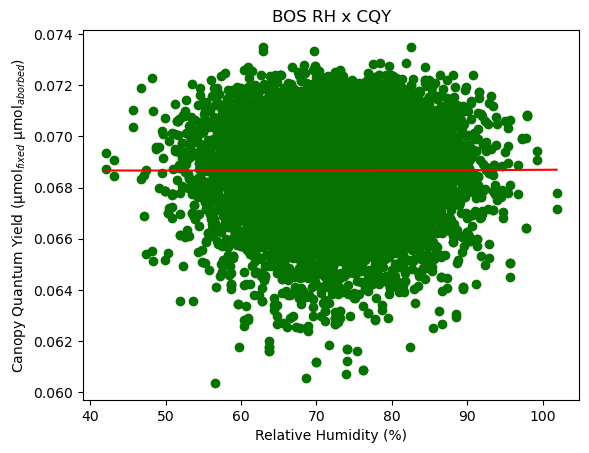 BOS RH x CQY
Canopy Quantum Yield (µmol_fixed µmol_aborbed)
0.074
0.072
0.070
0.068
0.066
0.064
0.062
0.060
40 50 60 70 80 90 100
Relative Humidity (%)